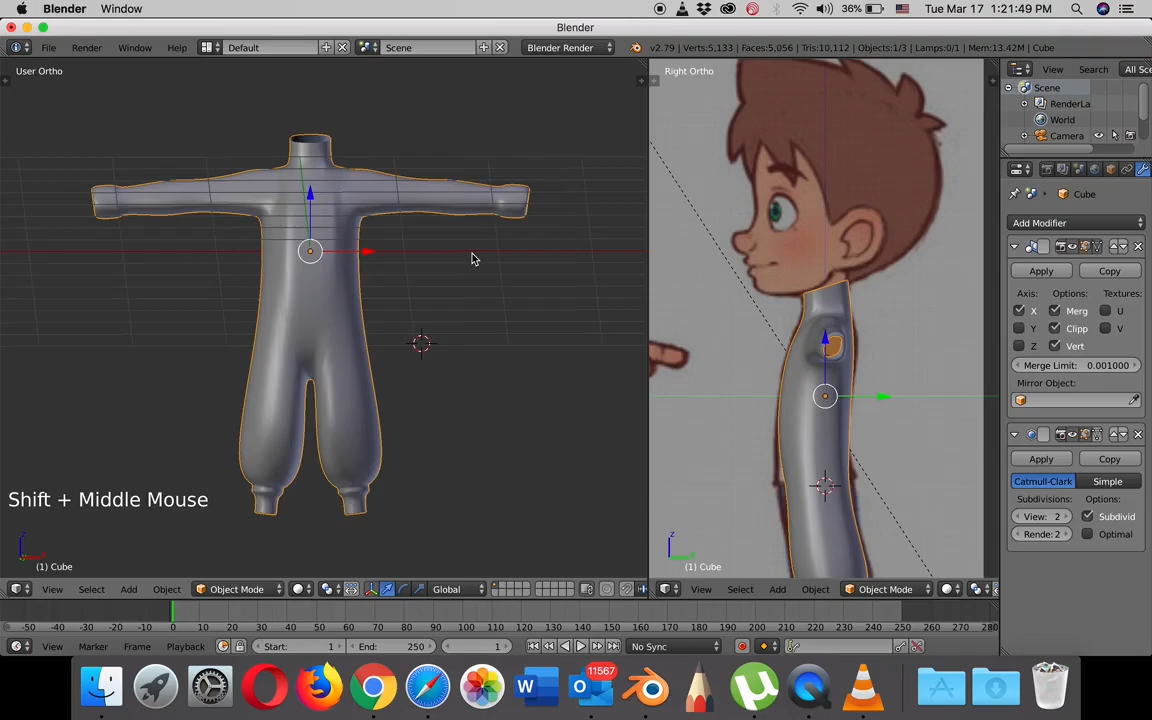 Blender Window 36% Tue Mar 17 1:21:49 PM
Blender
File Render Window Help Default Scene Blender Render v2.79 | Verts:5,133 | Faces:5,056 | Tris:10,112 | Objects:1/3 | Lamps:0/1 | Mem:13.42M | Cube
User Ortho
Right Ortho
View Search All Sce
Scene
RenderLa
World
Camera
Cube
Add Modifier
Apply Copy
Axis: Options: Textures:
X Merg U
Y Clipp V
Z Vert
Merge Limit: 0.001000
Mirror Object:
Apply Copy
Catmull-Clark Simple
Subdivisions: Options:
View: 2 Subdivid
Rende: 2 Optimal
Shift + Middle Mouse
z
z
(1) Cube
(1) Cube
View Select Add Object Object Mode Global
View Select Add Object Object Mode
-50 -40 -30 -20 -10 0 10 20 30 40 50 60 70 80 90 100 110 120 130 140 150 160 170 180 190 200 210 220 230 240 250 260 270 280
View Marker Frame Playback Start: 1 End: 250 1 No Sync
11567